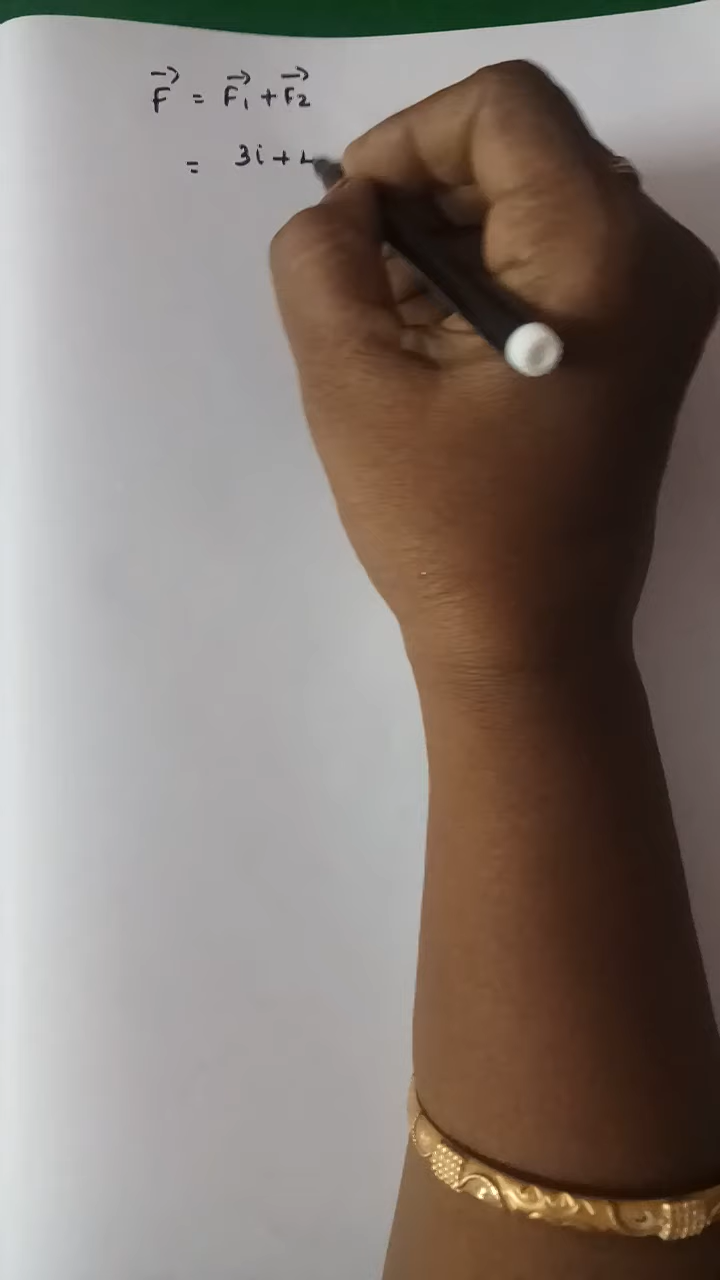 F⃗ = F⃗₁ + F⃗₂
= 3i +